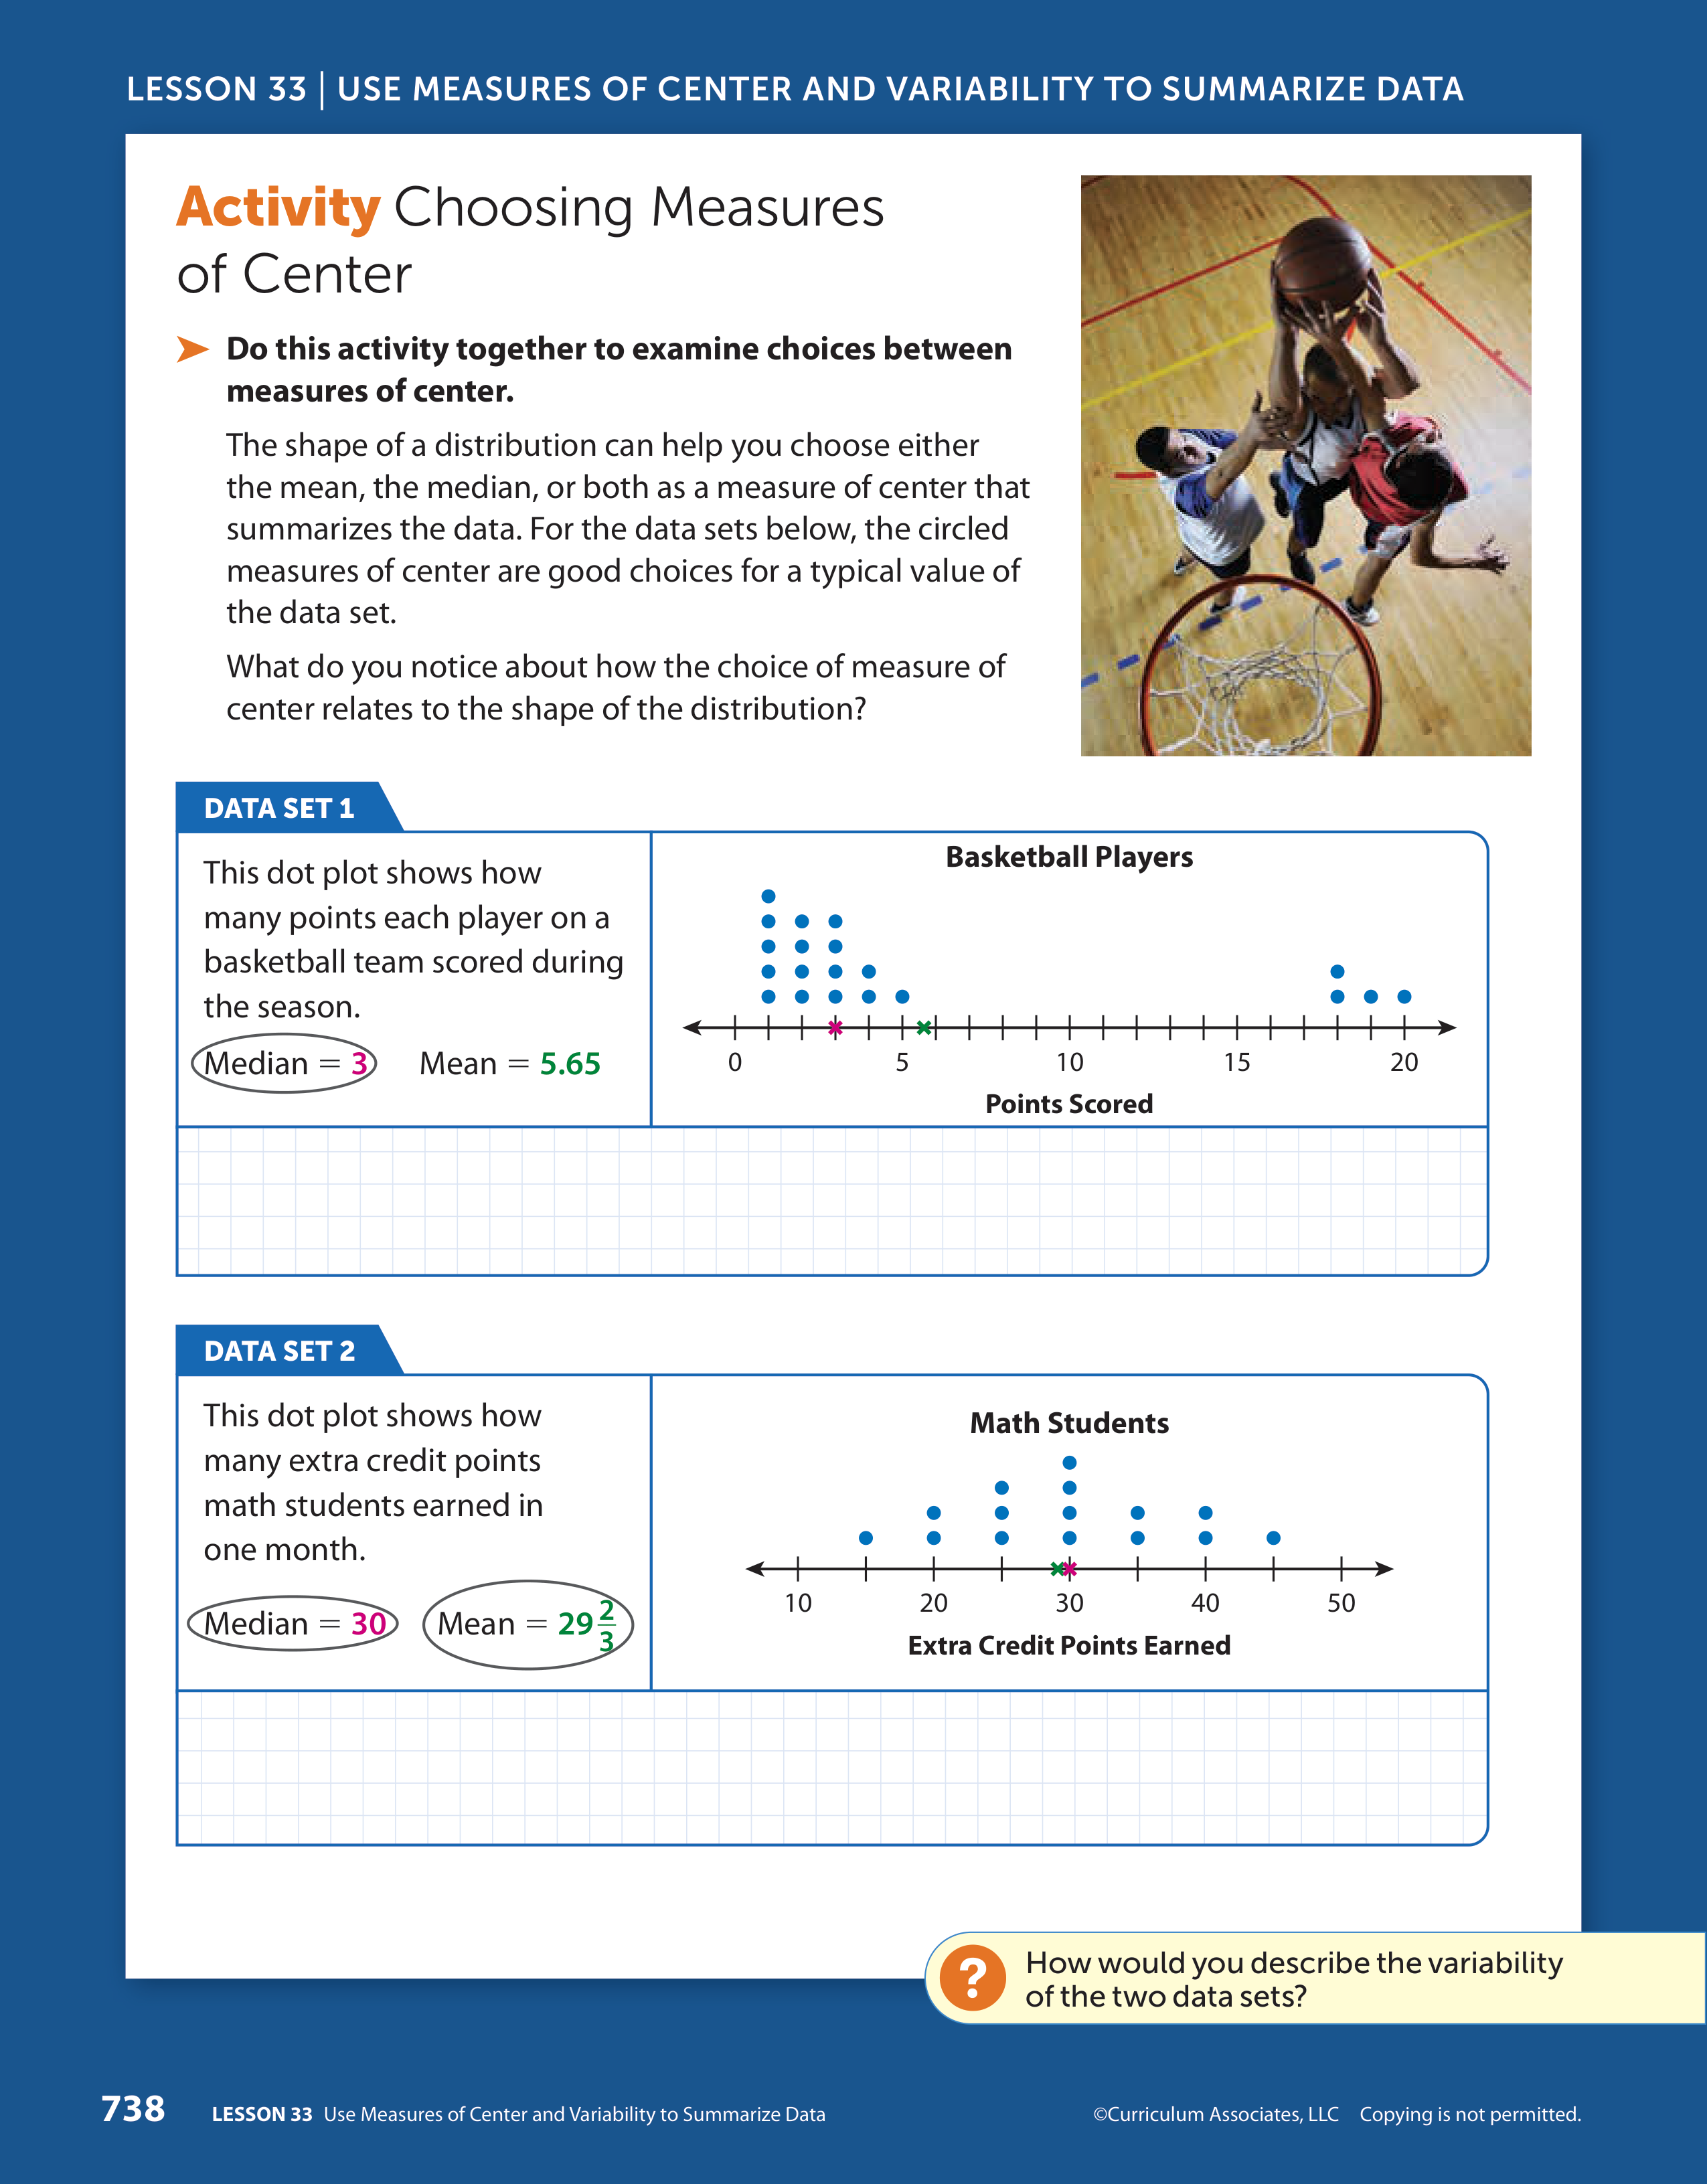 LESSON 33 | USE MEASURES OF CENTER AND VARIABILITY TO SUMMARIZE DATA
Activity Choosing Measures
of Center
Do this activity together to examine choices between
measures of center.
The shape of a distribution can help you choose either
the mean, the median, or both as a measure of center that
summarizes the data. For the data sets below, the circled
measures of center are good choices for a typical value of
the data set.
What do you notice about how the choice of measure of
center relates to the shape of the distribution?
DATA SET 1
This dot plot shows how
many points each player on a
basketball team scored during
the season.
Median = 3 Mean = 5.65
Basketball Players
0 5 10 15 20
Points Scored
DATA SET 2
This dot plot shows how
many extra credit points
math students earned in
one month.
Median = 30 Mean = 29 2/3
Math Students
10 20 30 40 50
Extra Credit Points Earned
? How would you describe the variability
of the two data sets?
738 LESSON 33 Use Measures of Center and Variability to Summarize Data ©Curriculum Associates, LLC Copying is not permitted.